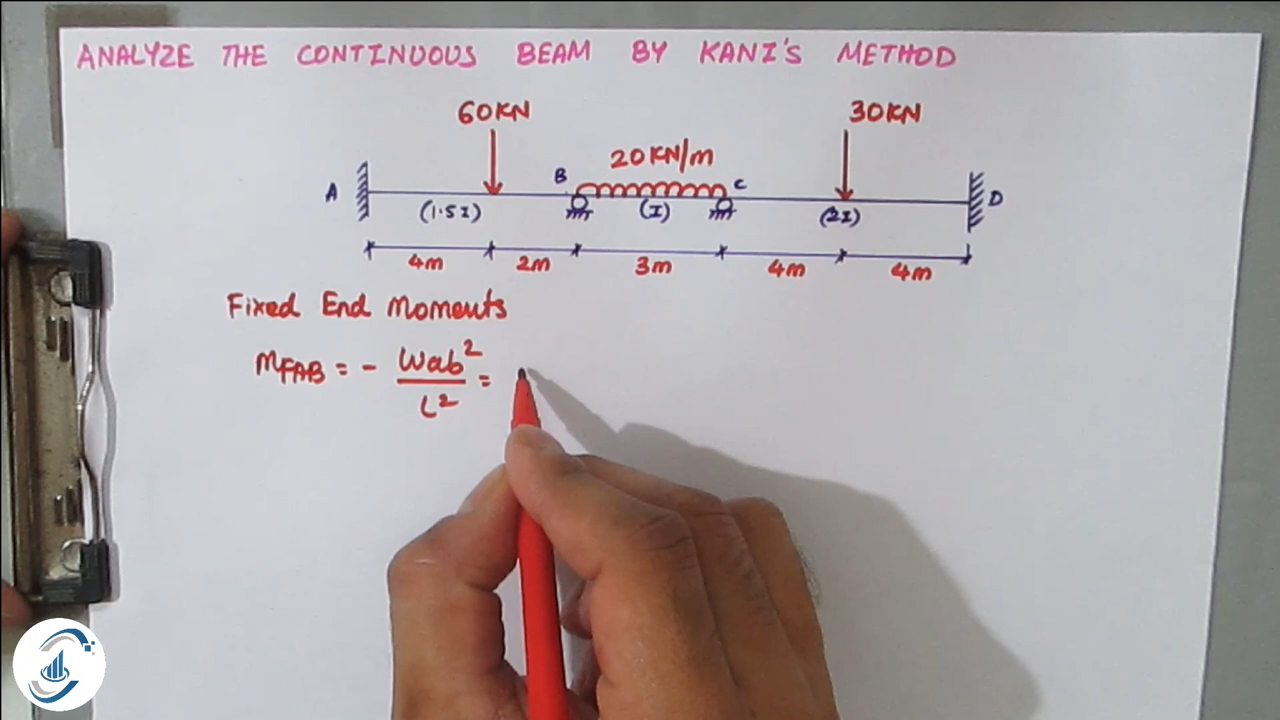 ANALYZE THE CONTINUOUS BEAM BY KANI'S METHOD
60KN 30KN
20KN/m
A B C D
(1.5I) (I) (2I)
4m 2m 3m 4m 4m
Fixed End Moments
MFAB = - Wab² / L² =